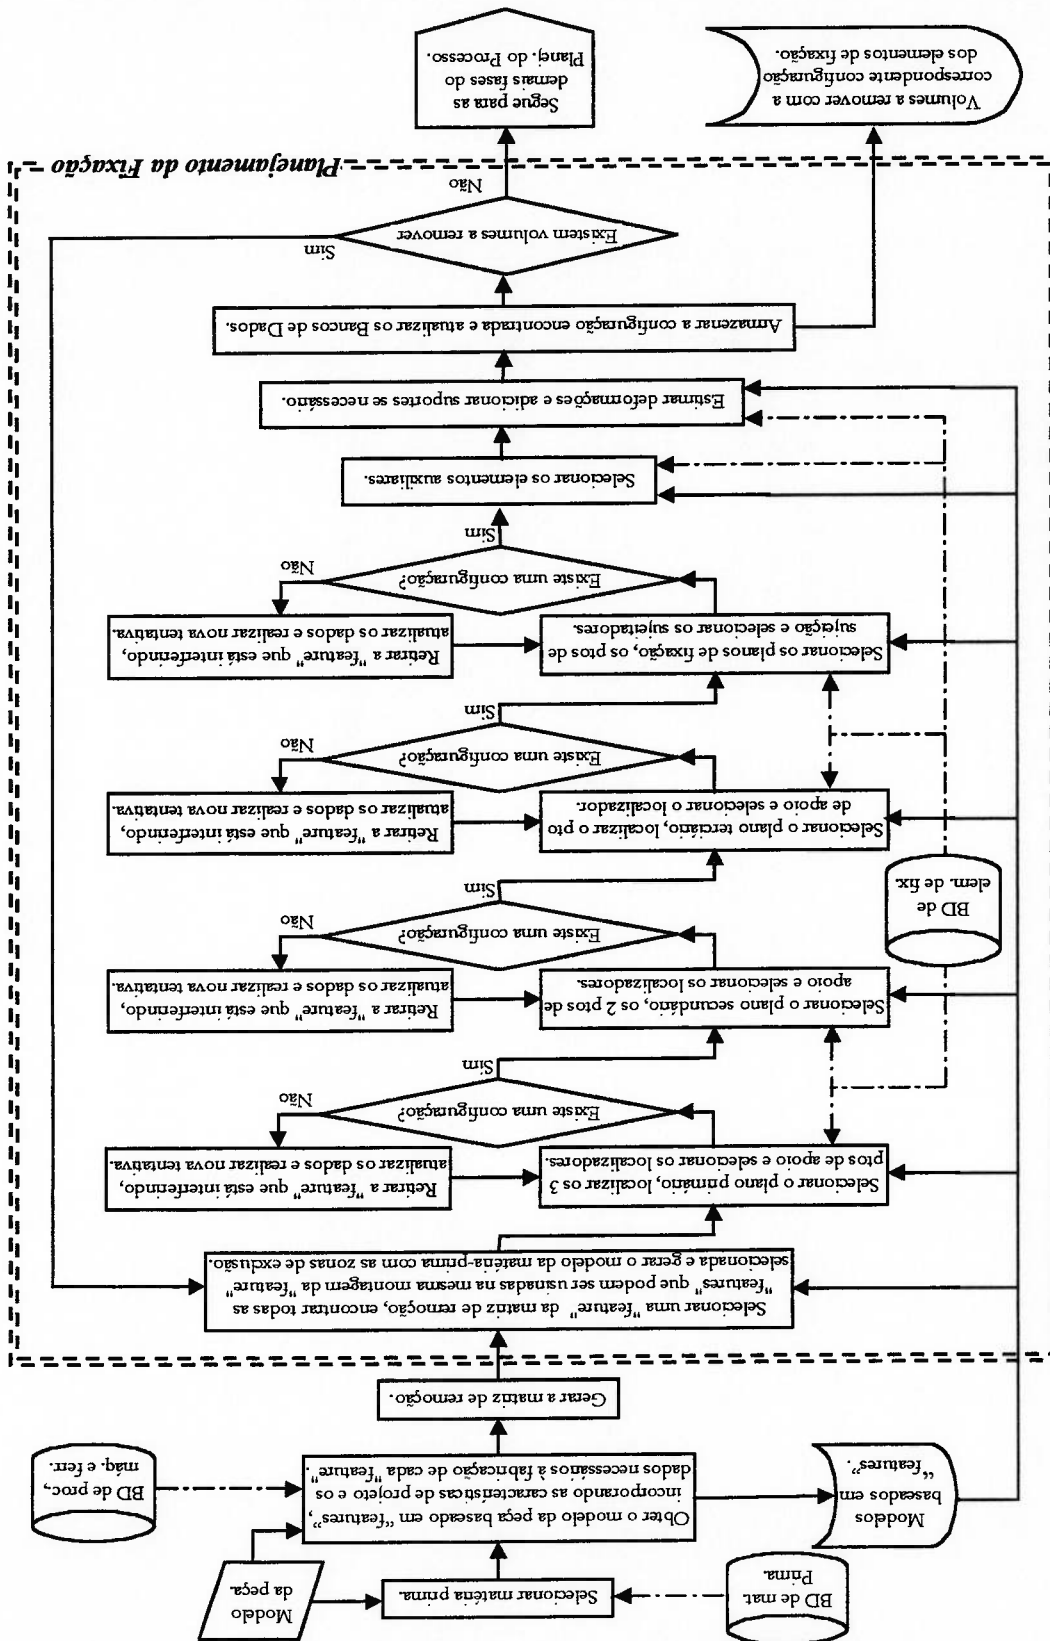 Modelo
da peça.
BD de mat.
Prima.
Selecionar matéria prima.
BD de proc.,
máq. e ferr.
Obter o modelo da peça baseado em “features”,
incorporando as características de projeto e os
dados necessários à fabricação de cada "feature".
Modelos
baseados em
“features”.
Gerar a matriz de remoção.
Selecionar uma "feature" da matriz de remoção, encontrar todas as
"features" que podem ser usinadas na mesma montagem da "feature"
selecionada e gerar o modelo da matéria-prima com as zonas de exclusão.
Selecionar o plano primário, localizar os 3
ptos de apoio e selecionar os localizadores.
Retirar a "feature" que está interferindo,
atualizar os dados e realizar nova tentativa.
Existe uma configuração?
Não
Sim
Selecionar o plano secundário, os 2 ptos de
apoio e selecionar os localizadores.
Retirar a "feature" que está interferindo,
atualizar os dados e realizar nova tentativa.
Existe uma configuração?
Não
Sim
BD de
elem. de fix.
Selecionar o plano terciário, localizar o pto
de apoio e selecionar o localizador.
Retirar a "feature" que está interferindo,
atualizar os dados e realizar nova tentativa.
Existe uma configuração?
Não
Sim
Selecionar os planos de fixação, os ptos de
sujeição e selecionar os sujeitadores.
Retirar a "feature" que está interferindo,
atualizar os dados e realizar nova tentativa.
Existe uma configuração?
Não
Sim
Selecionar os elementos auxiliares.
Estimar deformações e adicionar suportes se necessário.
Armazenar a configuração encontrada e atualizar os Bancos de Dados.
Existem volumes a remover
Sim
Não
Planejamento da Fixação
Segue para as
demais fases do
Planej. do Processo.
Volumes a remover com a
correspondente configuração
dos elementos de fixação.